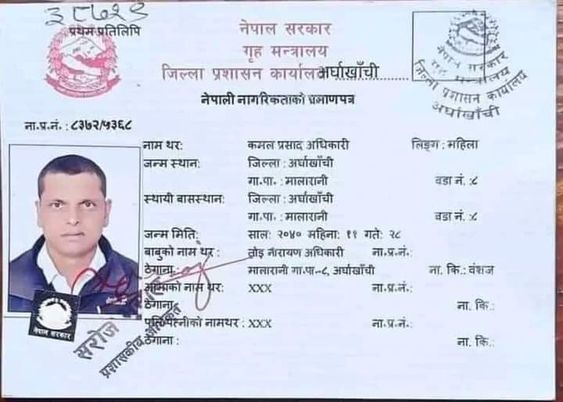 ३८७२९
प्रथम प्रतिलिपि
नेपाल सरकार
गृह मन्त्रालय
जिल्ला प्रशासन कार्यालय अर्घाखाँची
नेपाल सरकार
गृह मन्त्रालय
जिल्ला प्रशासन कार्यालय
अर्घाखाँची
नेपाली नागरिकताको प्रमाणपत्र
ना.प्र.नं. : ८३७२/५३६८
नाम थर: कमल प्रसाद अधिकारी लिङ्ग : महिला
जन्म स्थान: जिल्ला : अर्घाखाँची
गा.पा. : मालारानी वडा नं. :८
स्थायी बासस्थान: जिल्ला : अर्घाखाँची
गा.पा. : मालारानी वडा नं. :८
जन्म मिति: साल: २०४० महिना: ११ गते: २८
बाबुको नाम थर : नारायण अधिकारी ना.प्र.नं.:
ठेगाना : मालारानी गा.पा-८, अर्घाखाँची ना. कि.: वंशज
आमाको नाम थर: XXX ना.प्र.नं.:
ठेगाना : ना. कि.:
पति/पत्नीको नामथर : XXX ना.प्र.नं.:
ठेगाना : ना. कि.:
नेपाल सरकार
सरोज
प्रशासकीय अधिकृत